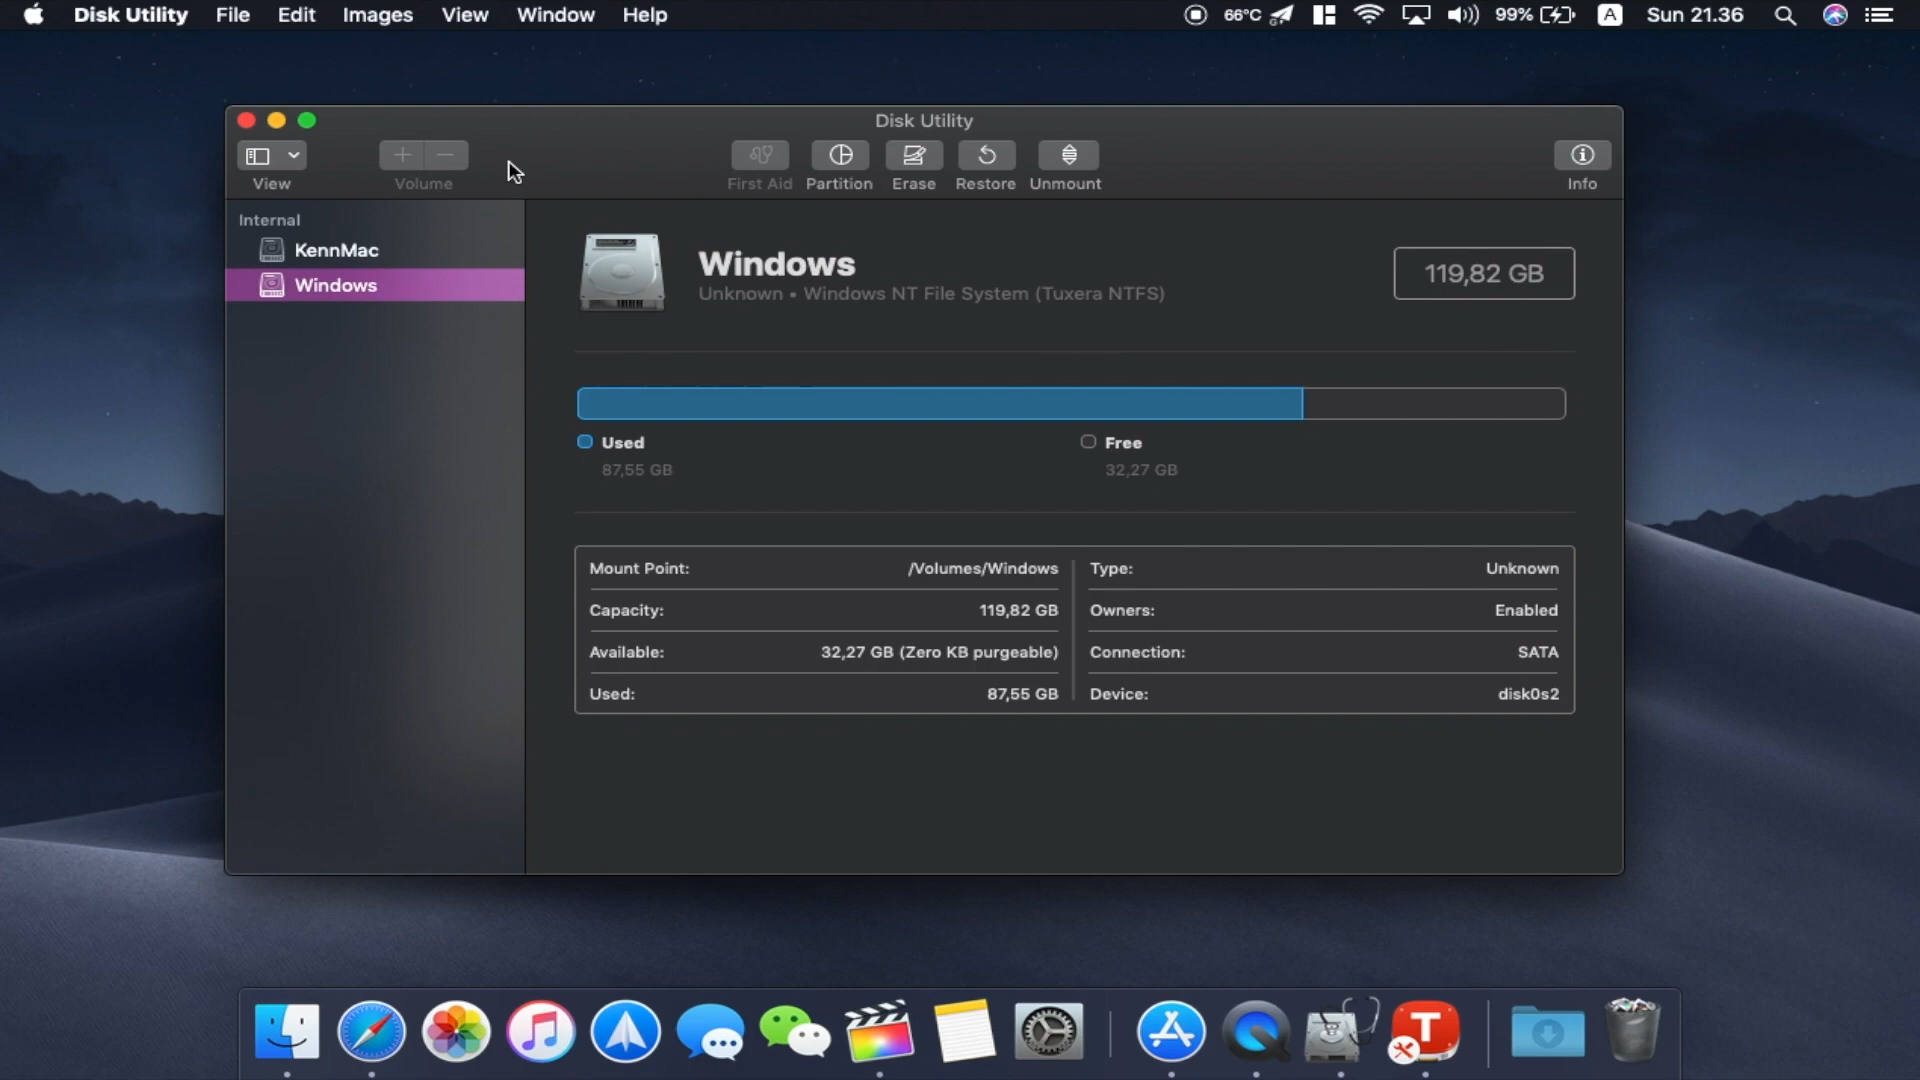 Disk Utility File Edit Images View Window Help 66°C 99% A Sun 21.36
Disk Utility
View Volume First Aid Partition Erase Restore Unmount Info
Internal
KennMac
Windows
Windows
Unknown • Windows NT File System (Tuxera NTFS)
119,82 GB
Used Free
87,55 GB 32,27 GB
Mount Point: /Volumes/Windows Type: Unknown
Capacity: 119,82 GB Owners: Enabled
Available: 32,27 GB (Zero KB purgeable) Connection: SATA
Used: 87,55 GB Device: disk0s2
T